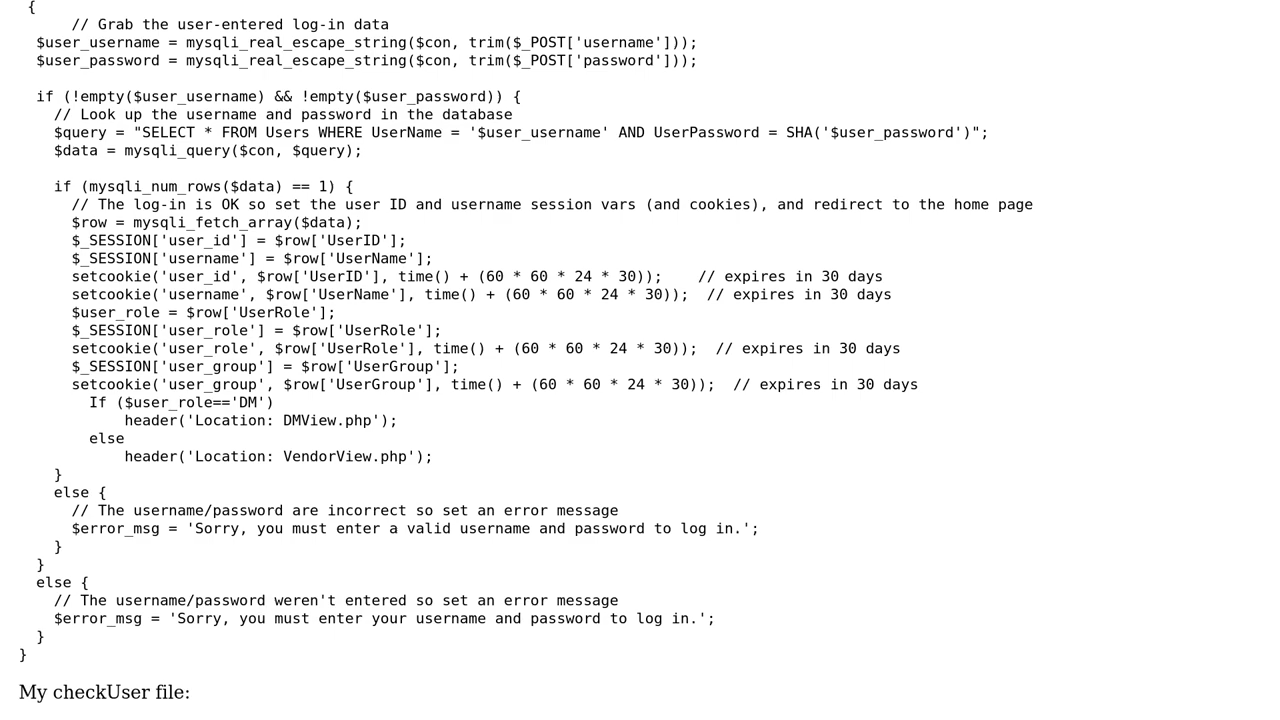 {
// Grab the user-entered log-in data
$user_username = mysqli_real_escape_string($con, trim($_POST['username']));
$user_password = mysqli_real_escape_string($con, trim($_POST['password']));
if (!empty($user_username) && !empty($user_password)) {
// Look up the username and password in the database
$query = "SELECT * FROM Users WHERE UserName = '$user_username' AND UserPassword = SHA('$user_password')";
$data = mysqli_query($con, $query);
if (mysqli_num_rows($data) == 1) {
// The log-in is OK so set the user ID and username session vars (and cookies), and redirect to the home page
$row = mysqli_fetch_array($data);
$_SESSION['user_id'] = $row['UserID'];
$_SESSION['username'] = $row['UserName'];
setcookie('user_id', $row['UserID'], time() + (60 * 60 * 24 * 30));    // expires in 30 days
setcookie('username', $row['UserName'], time() + (60 * 60 * 24 * 30));  // expires in 30 days
$user_role = $row['UserRole'];
$_SESSION['user_role'] = $row['UserRole'];
setcookie('user_role', $row['UserRole'], time() + (60 * 60 * 24 * 30));  // expires in 30 days
$_SESSION['user_group'] = $row['UserGroup'];
setcookie('user_group', $row['UserGroup'], time() + (60 * 60 * 24 * 30));  // expires in 30 days
If ($user_role=='DM')
header('Location: DMView.php');
else
header('Location: VendorView.php');
}
else {
// The username/password are incorrect so set an error message
$error_msg = 'Sorry, you must enter a valid username and password to log in.';
}
}
else {
// The username/password weren't entered so set an error message
$error_msg = 'Sorry, you must enter your username and password to log in.';
}
}
My checkUser file: